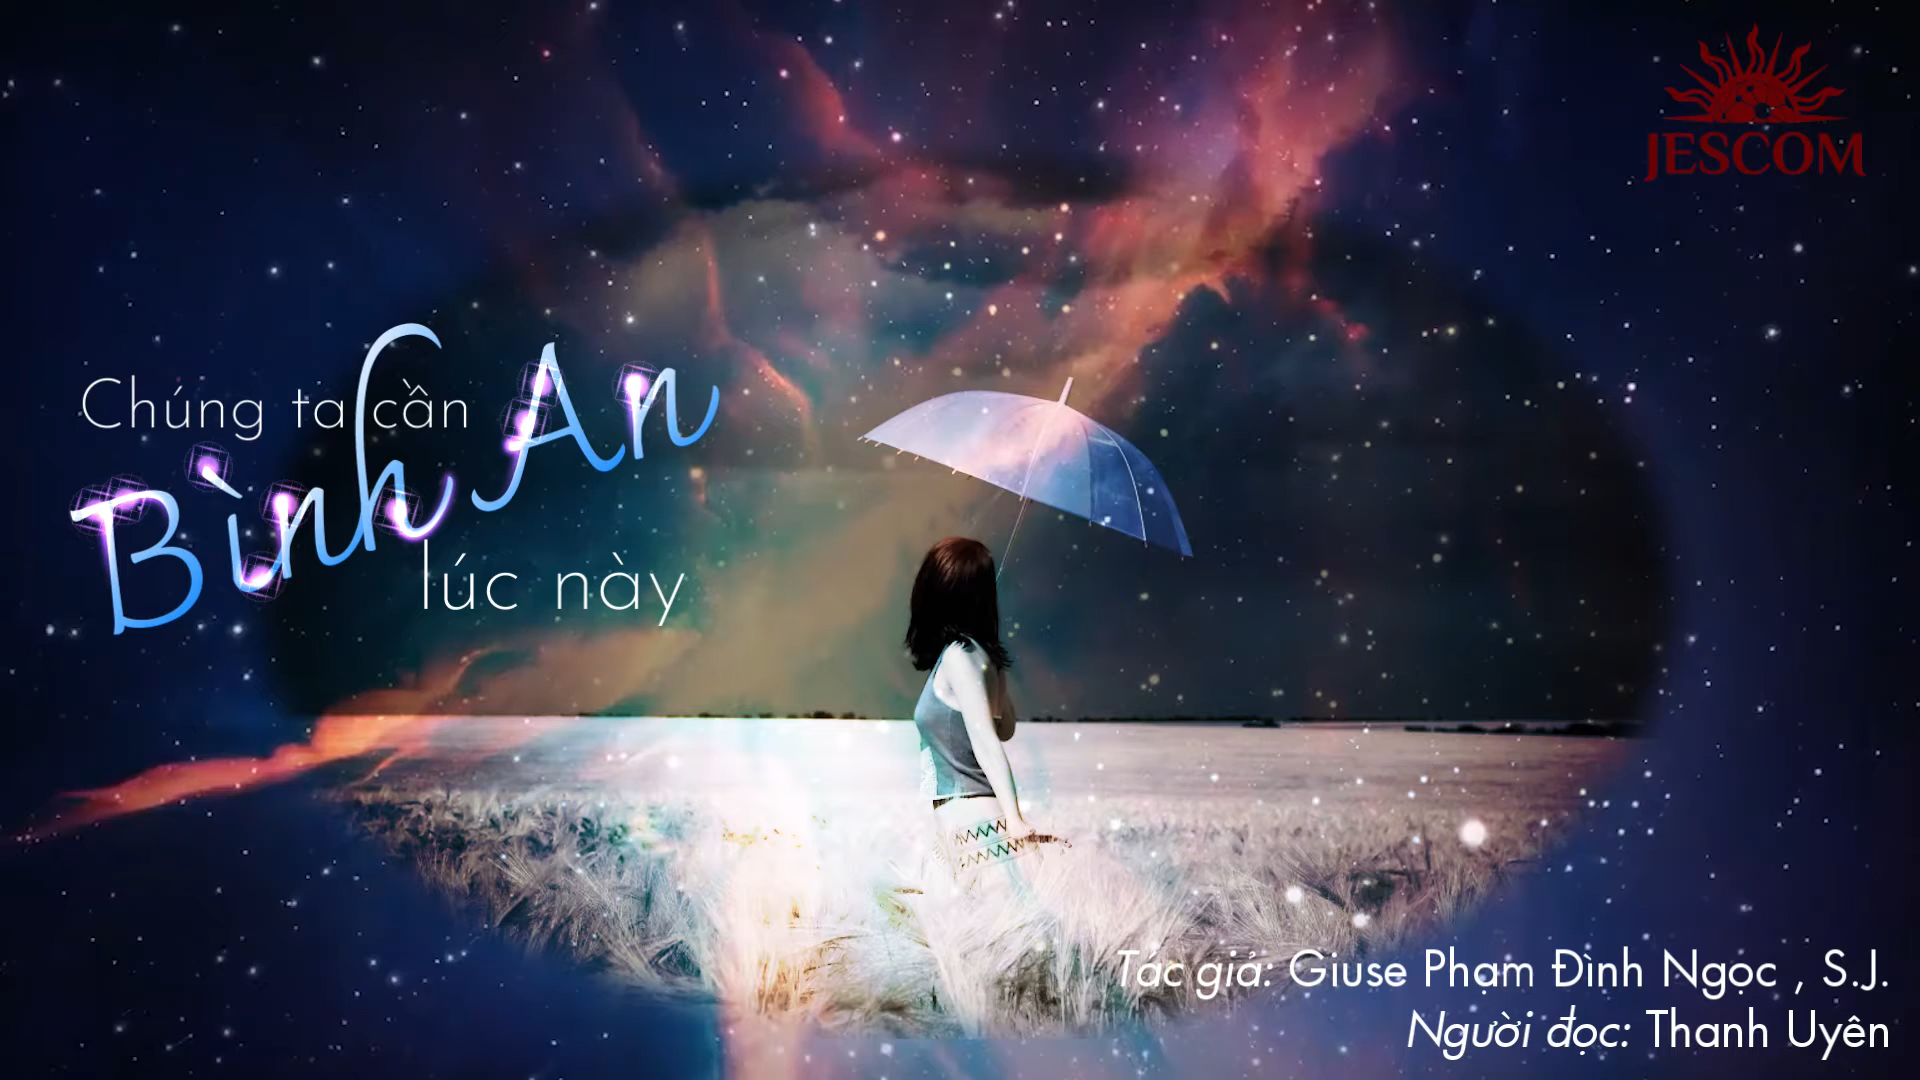 JESCOM
Chúng ta cần
Bình An
lúc này
Tác giả: Giuse Phạm Đình Ngọc , S.J.
Người đọc: Thanh Uyên